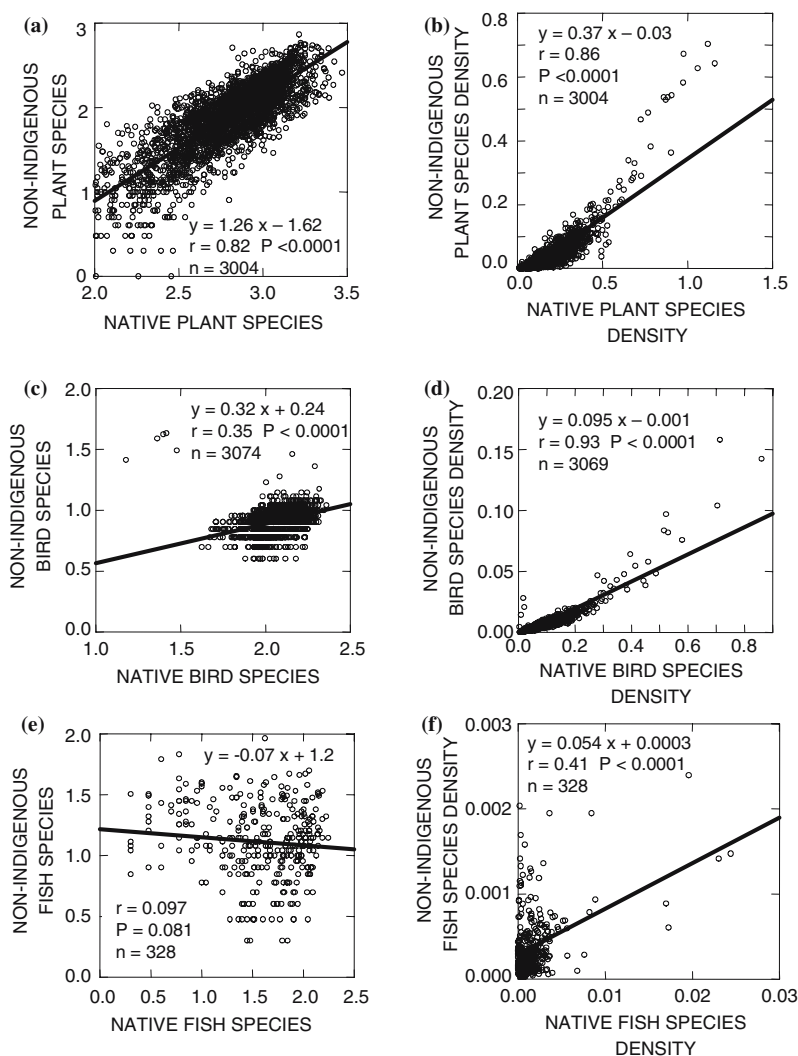 (a)
NON-INDIGENOUS
PLANT SPECIES
3
2
1
0
y = 1.26 x – 1.62
r = 0.82 P <0.0001
n = 3004
2.0 2.5 3.0 3.5
NATIVE PLANT SPECIES
(b)
NON-INDIGENOUS
PLANT SPECIES DENSITY
0.8
0.6
0.4
0.2
0.0
y = 0.37 x – 0.03
r = 0.86
P <0.0001
n = 3004
0.0 0.5 1.0 1.5
NATIVE PLANT SPECIES
DENSITY
(c)
NON-INDIGENOUS
BIRD SPECIES
2.0
1.5
1.0
0.5
0.0
y = 0.32 x + 0.24
r = 0.35 P < 0.0001
n = 3074
1.0 1.5 2.0 2.5
NATIVE BIRD SPECIES
(d)
NON-INDIGENOUS
BIRD SPECIES DENSITY
0.20
0.15
0.10
0.05
0.00
y = 0.095 x – 0.001
r = 0.93 P < 0.0001
n = 3069
0.0 0.2 0.4 0.6 0.8
NATIVE BIRD SPECIES
DENSITY
(e)
NON-INDIGENOUS
FISH SPECIES
2.0
1.5
1.0
0.5
0.0
y = -0.07 x + 1.2
r = 0.097
P = 0.081
n = 328
0.0 0.5 1.0 1.5 2.0 2.5
NATIVE FISH SPECIES
(f)
NON-INDIGENOUS
FISH SPECIES DENSITY
0.003
0.002
0.001
0.000
y = 0.054 x + 0.0003
r = 0.41 P < 0.0001
n = 328
0.00 0.01 0.02 0.03
NATIVE FISH SPECIES
DENSITY